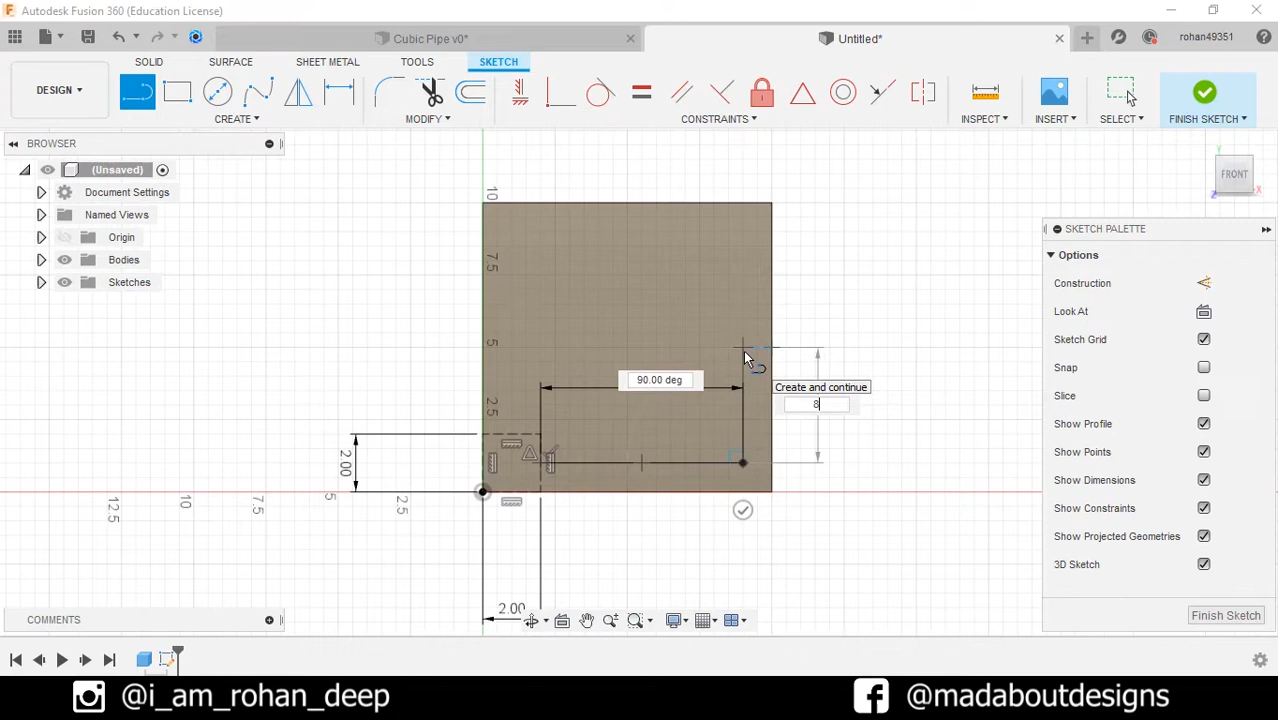 Autodesk Fusion 360 (Education License)
Cubic Pipe v0*
Untitled*
rohan49351
SOLID
SURFACE
SHEET METAL
TOOLS
SKETCH
DESIGN
CREATE
MODIFY
CONSTRAINTS
INSPECT
INSERT
SELECT
FINISH SKETCH
BROWSER
(Unsaved)
Document Settings
Named Views
Origin
Bodies
Sketches
FRONT
Y
X
Z
10
7.5
5
2.5
90.00 deg
Create and continue
8
2.00
12.5
10
7.5
5
2.5
2.00
SKETCH PALETTE
Options
Construction
Look At
Sketch Grid
Snap
Slice
Show Profile
Show Points
Show Dimensions
Show Constraints
Show Projected Geometries
3D Sketch
Finish Sketch
COMMENTS
@i_am_rohan_deep
@madaboutdesigns